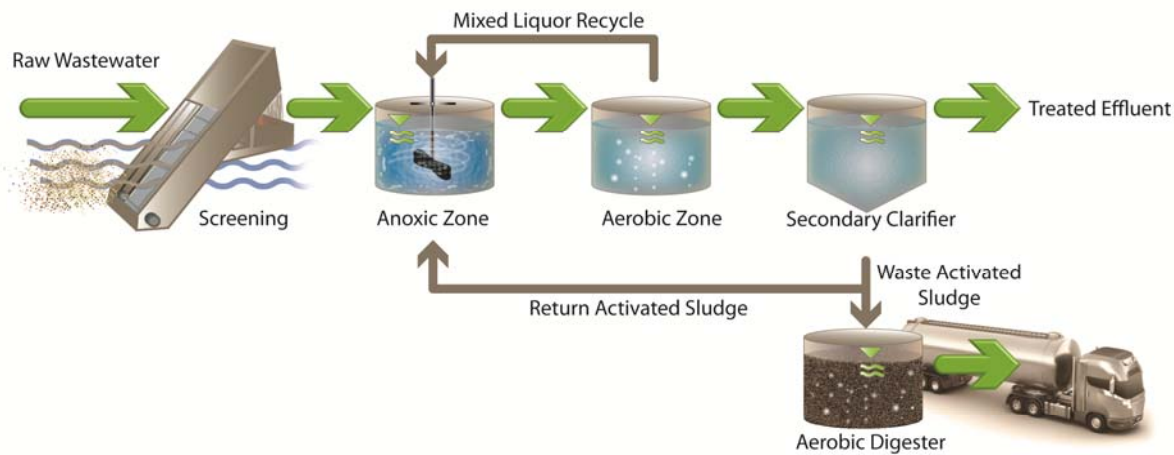 Mixed Liquor Recycle
Raw Wastewater
Treated Effluent
Screening
Anoxic Zone
Aerobic Zone
Secondary Clarifier
Return Activated Sludge
Waste Activated
Sludge
Aerobic Digester